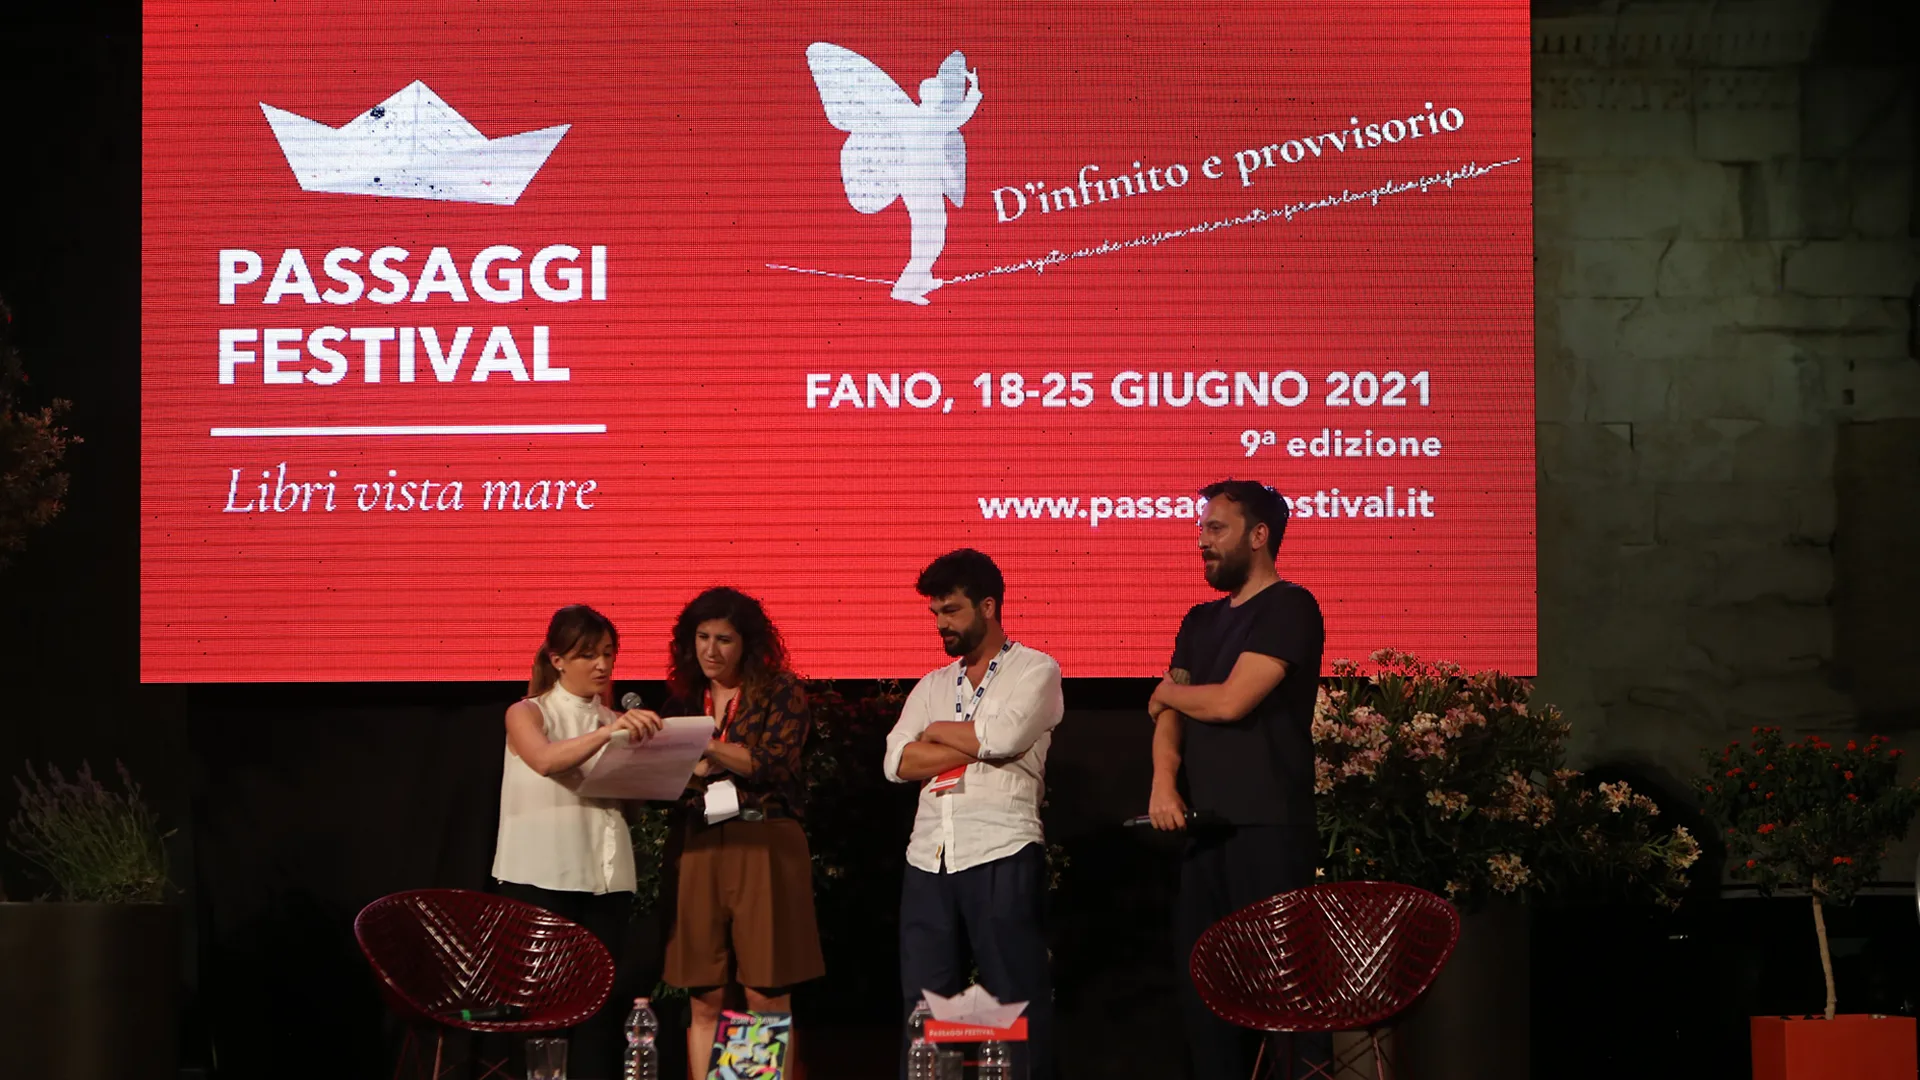 PASSAGGI
FESTIVAL
Libri vista mare
D'infinito e provvisorio
FANO, 18-25 GIUGNO 2021
9ª edizione
www.passa estival.it
PASSAGGI FESTIVAL